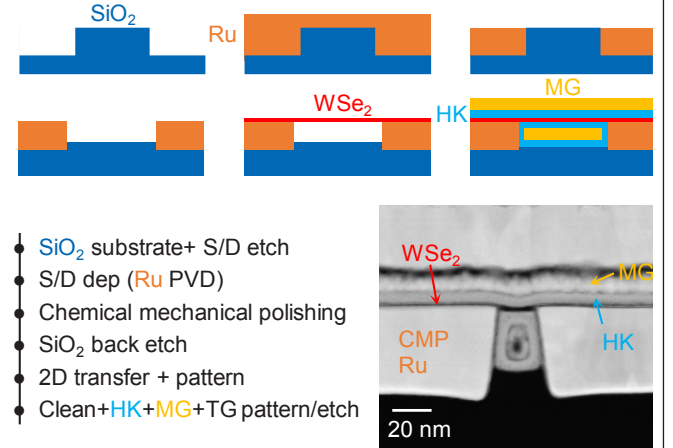 SiO₂
Ru
WSe₂
MG
HK
SiO₂ substrate+ S/D etch
S/D dep (Ru PVD)
Chemical mechanical polishing
SiO₂ back etch
2D transfer + pattern
Clean+HK+MG+TG pattern/etch
WSe₂
MG
HK
CMP
Ru
20 nm